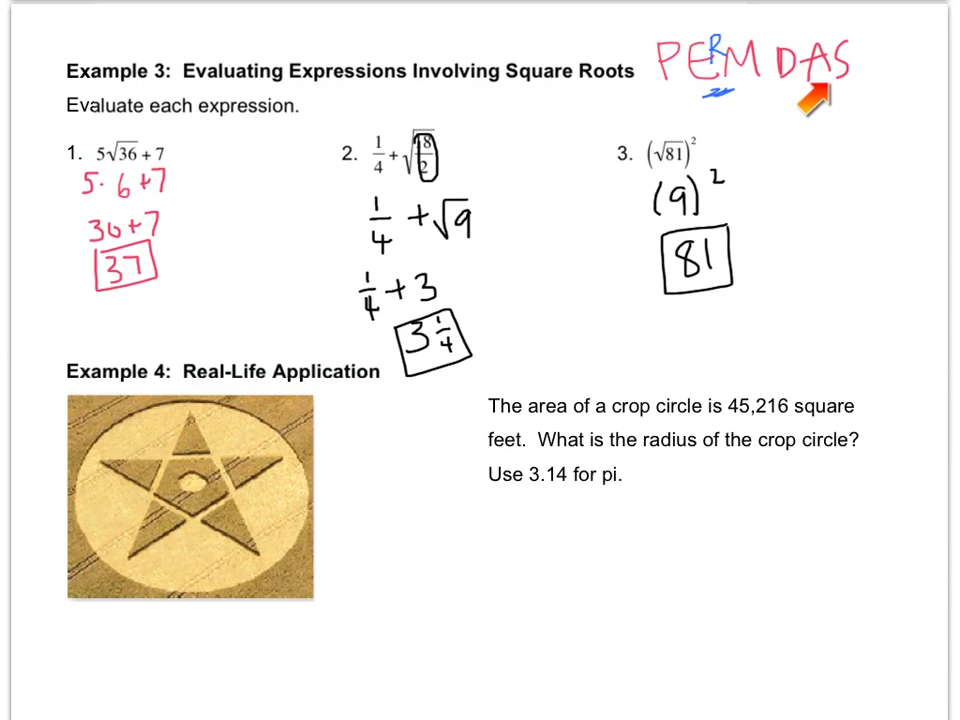 Example 3: Evaluating Expressions Involving Square Roots PERMDAS
Evaluate each expression.
1. 5√36 + 7
5·6+7
30+7
37
2. 1/4 + √(18/2)
1/4 + √9
1/4 + 3
3 1/4
3. (√81)²
(9)²
81
Example 4: Real-Life Application
The area of a crop circle is 45,216 square
feet. What is the radius of the crop circle?
Use 3.14 for pi.